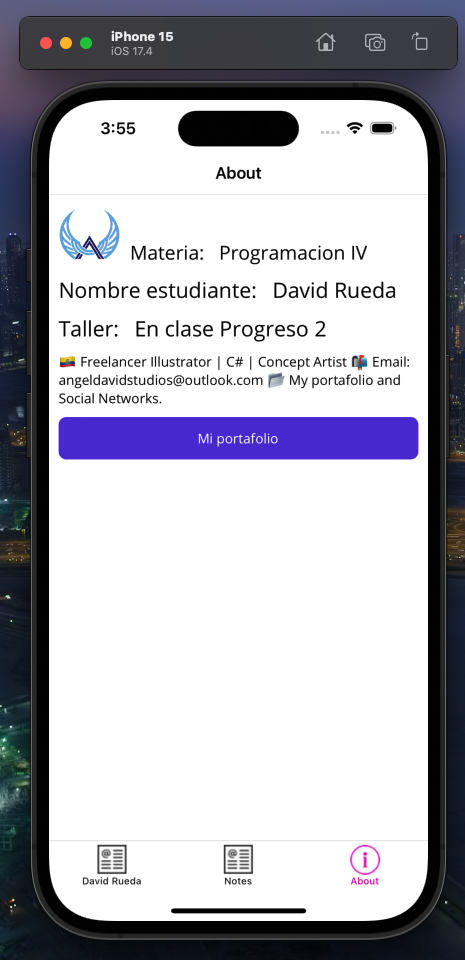 iPhone 15
iOS 17.4
3:55
About
Materia: Programacion IV
Nombre estudiante: David Rueda
Taller: En clase Progreso 2
🇪🇨 Freelancer Illustrator | C# | Concept Artist 📬 Email:
angeldavidstudios@outlook.com 📂 My portafolio and
Social Networks.
Mi portafolio
David Rueda Notes About